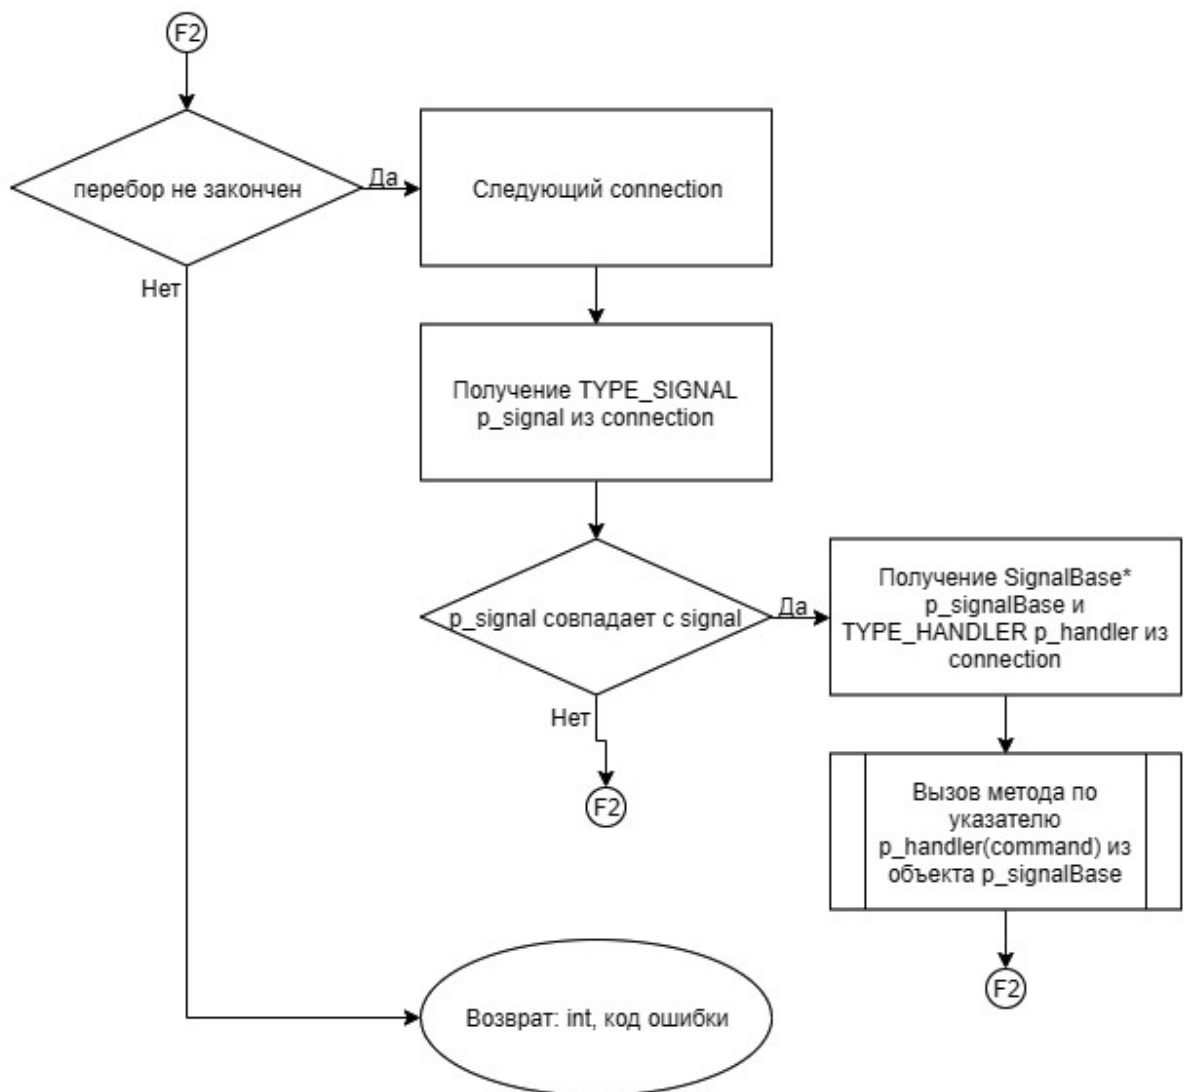 F2
перебор не закончен
Да
Следующий connection
Нет
Получение TYPE_SIGNAL
p_signal из connection
p_signal совпадает с signal
Да
Получение SignalBase*
p_signalBase и
TYPE_HANDLER p_handler из
connection
Нет
F2
Вызов метода по
указателю
p_handler(command) из
объекта p_signalBase
F2
Возврат: int, код ошибки